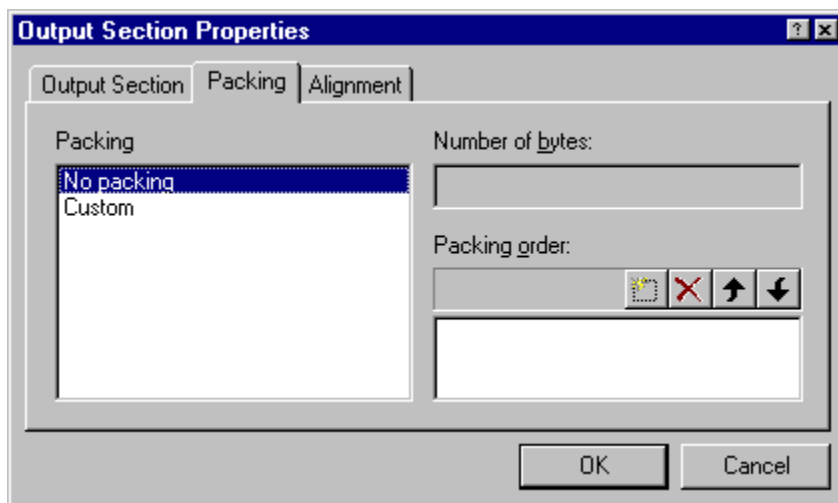 Output Section Properties
Output Section Packing Alignment
Packing
No packing
Custom
Number of bytes:
Packing order:
OK Cancel